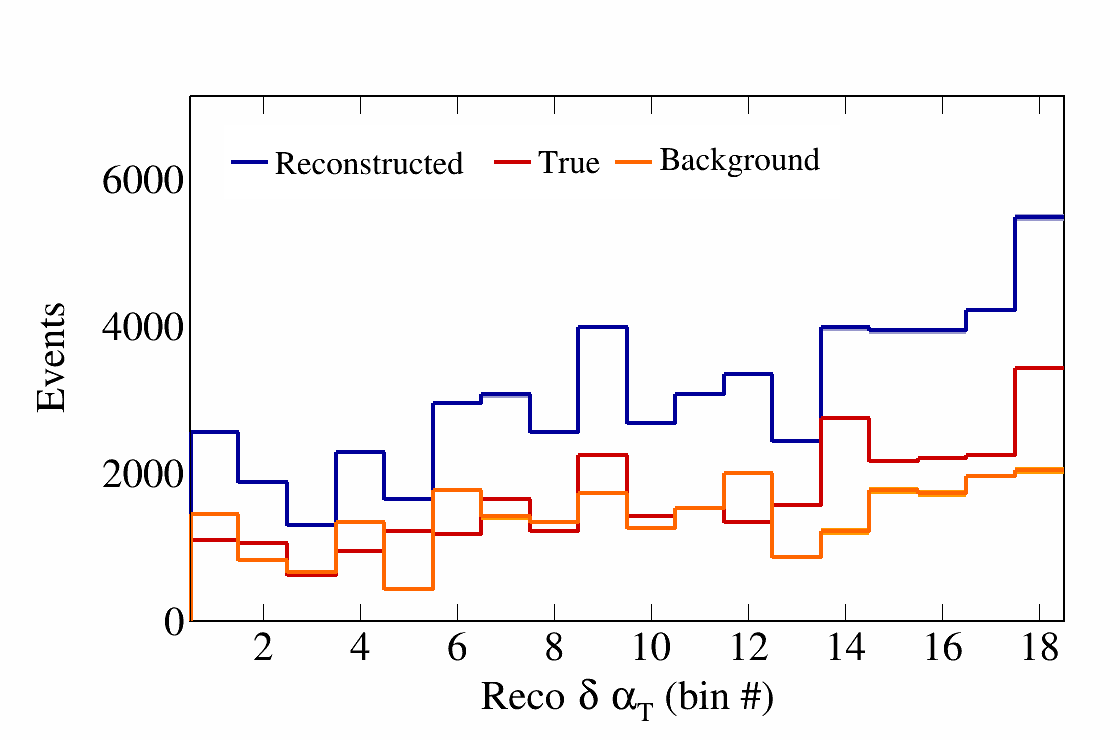 Reconstructed True Background
6000
4000
2000
0
Events
2 4 6 8 10 12 14 16 18
Reco δ αT (bin #)